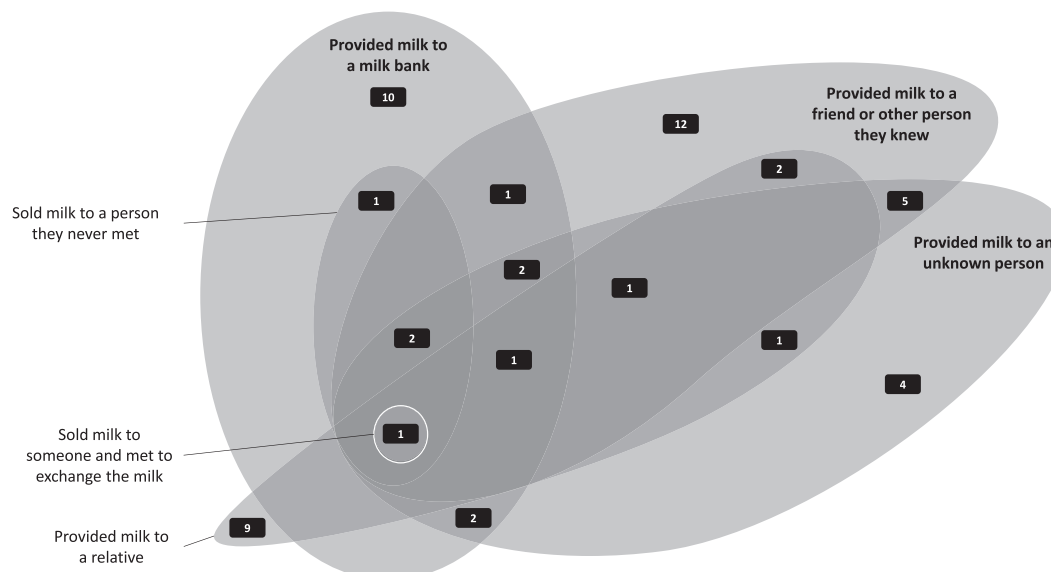 Provided milk to
a milk bank
10
Provided milk to a
friend or other person
they knew
12
2
1
1
5
Sold milk to a person
they never met
Provided milk to an
unknown person
2
1
2
1
1
4
Sold milk to
someone and met to
exchange the milk
1
2
9
Provided milk to
a relative